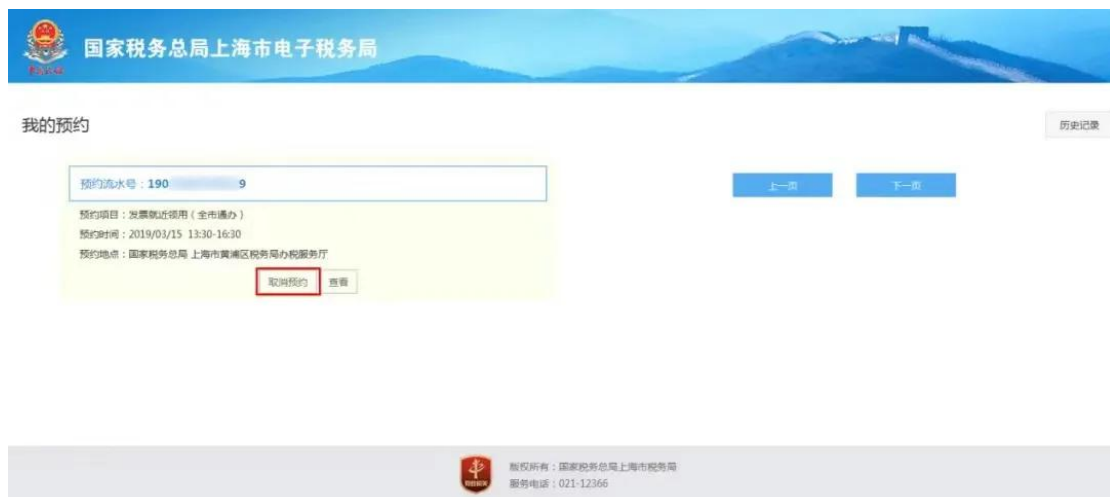 国家税务总局上海市电子税务局
我的预约
历史记录
预约流水号：190 9
上一页 下一页
预约项目：发票就近领用（全市通办）
预约时间：2019/03/15 13:30-16:30
预约地点：国家税务总局 上海市黄浦区税务局办税服务厅
取消预约 查看
版权所有：国家税务总局上海市税务局
服务电话：021-12366